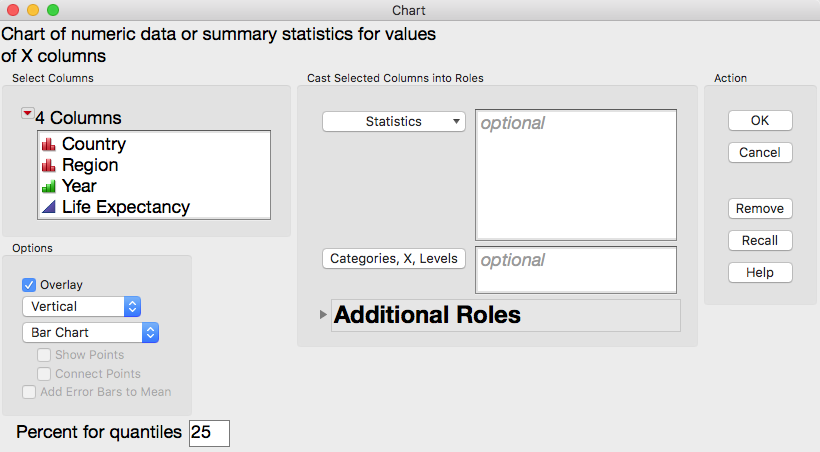 Chart
Chart of numeric data or summary statistics for values
of X columns
Select Columns
4 Columns
Country
Region
Year
Life Expectancy
Options
Overlay
Vertical
Bar Chart
Show Points
Connect Points
Add Error Bars to Mean
Percent for quantiles 25
Cast Selected Columns into Roles
Statistics
optional
Categories, X, Levels
optional
Additional Roles
Action
OK
Cancel
Remove
Recall
Help